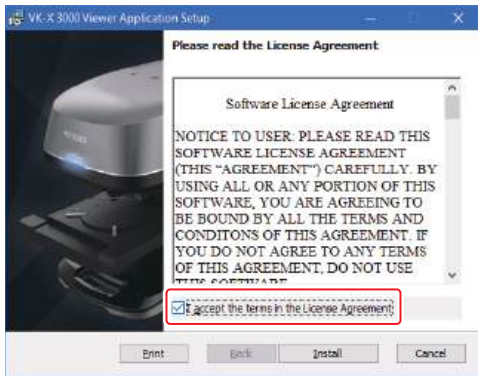 VK-X 3000 Viewer Application Setup
Please read the License Agreement
Software License Agreement
NOTICE TO USER: PLEASE READ THIS
SOFTWARE LICENSE AGREEMENT
(THIS “AGREEMENT”) CAREFULLY. BY
USING ALL OR ANY PORTION OF THIS
SOFTWARE, YOU ARE AGREEING TO
BE BOUND BY ALL THE TERMS AND
CONDITONS OF THIS AGREEMENT. IF
YOU DO NOT AGREE TO ANY TERMS
OF THIS AGREEMENT, DO NOT USE
THIS SOFTWARE
I accept the terms in the License Agreement
Print
Back
Install
Cancel